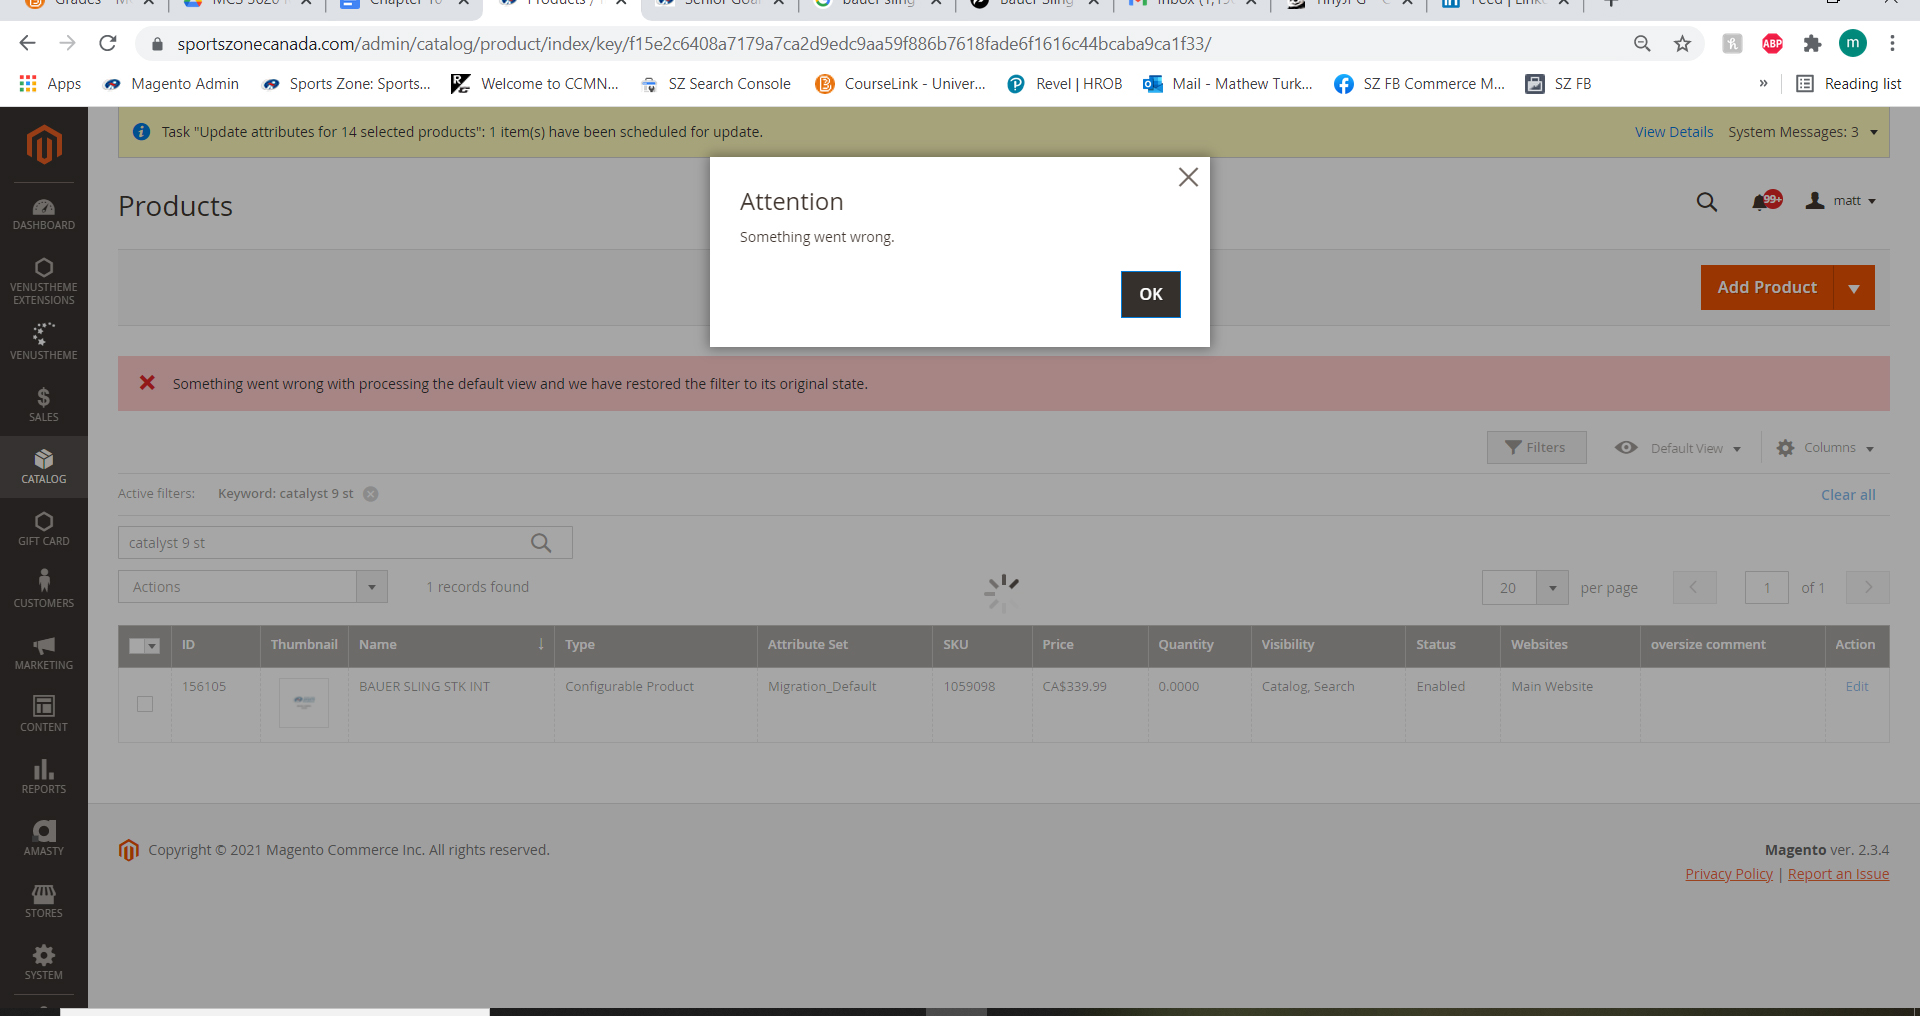 sportszonecanada.com/admin/catalog/product/index/key/f15e2c6408a7179a7ca2d9edc9aa59f886b7618fade6f1616c44bcaba9ca1f33/
ABP
m
Apps
Magento Admin
Sports Zone: Sports...
Welcome to CCMN...
SZ Search Console
CourseLink - Univer...
Revel | HROB
Mail - Mathew Turk...
SZ FB Commerce M...
SZ FB
»
Reading list
Task "Update attributes for 14 selected products": 1 item(s) have been scheduled for update.
View Details
System Messages: 3
Attention
Something went wrong.
OK
Products
99+
matt
Add Product
Something went wrong with processing the default view and we have restored the filter to its original state.
Filters
Default View
Columns
Active filters:
Keyword: catalyst 9 st
Clear all
catalyst 9 st
Actions
1 records found
20
per page
1
of 1
ID
Thumbnail
Name
Type
Attribute Set
SKU
Price
Quantity
Visibility
Status
Websites
oversize comment
Action
156105
BAUER SLING STK INT
Configurable Product
Migration_Default
1059098
CA$339.99
0.0000
Catalog, Search
Enabled
Main Website
Edit
DASHBOARD
VENUSTHEME
EXTENSIONS
VENUSTHEME
SALES
CATALOG
GIFT CARD
CUSTOMERS
MARKETING
CONTENT
REPORTS
AMASTY
STORES
SYSTEM
Copyright © 2021 Magento Commerce Inc. All rights reserved.
Magento ver. 2.3.4
Privacy Policy | Report an Issue